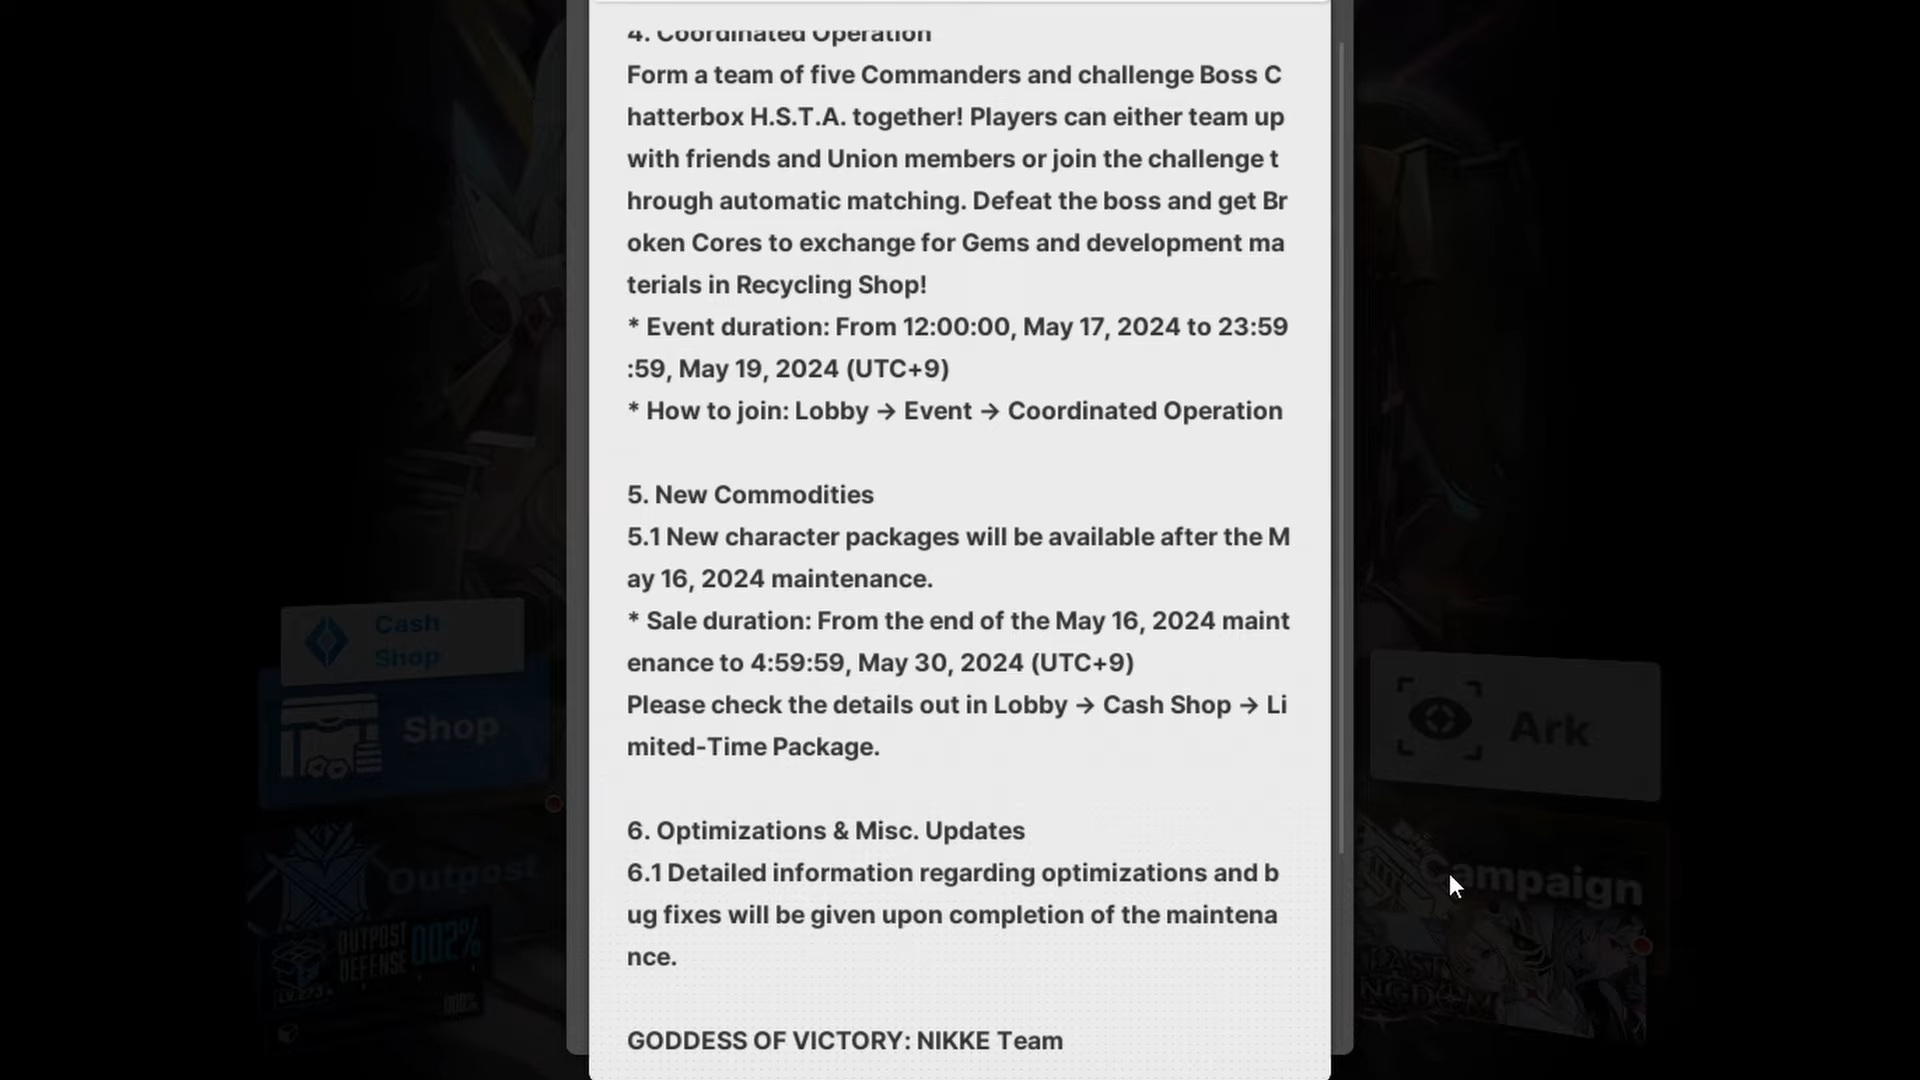 4. Coordinated Operation
Form a team of five Commanders and challenge Boss C
hatterbox H.S.T.A. together! Players can either team up
with friends and Union members or join the challenge t
hrough automatic matching. Defeat the boss and get Br
oken Cores to exchange for Gems and development ma
terials in Recycling Shop!
* Event duration: From 12:00:00, May 17, 2024 to 23:59
:59, May 19, 2024 (UTC+9)
* How to join: Lobby → Event → Coordinated Operation
5. New Commodities
5.1 New character packages will be available after the M
ay 16, 2024 maintenance.
* Sale duration: From the end of the May 16, 2024 maint
enance to 4:59:59, May 30, 2024 (UTC+9)
Please check the details out in Lobby → Cash Shop → Li
mited-Time Package.
6. Optimizations & Misc. Updates
6.1 Detailed information regarding optimizations and b
ug fixes will be given upon completion of the maintena
nce.
GODDESS OF VICTORY: NIKKE Team
Cash
Shop
Shop
Outpost
OUTPOST
DEFENSE
002%
LV.273
Ark
Campaign
LAST
KINGDOM